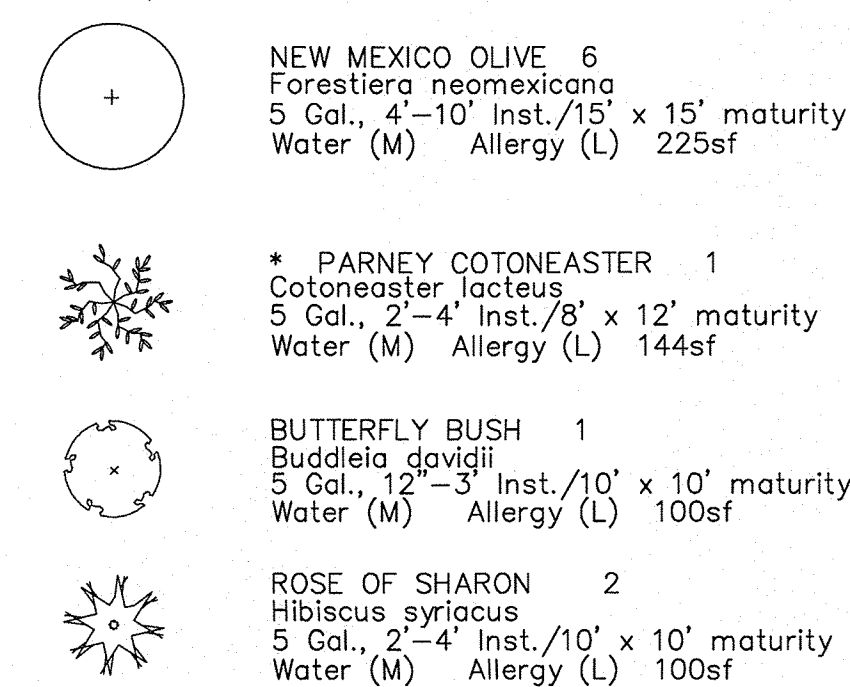 NEW MEXICO OLIVE 6
Forestiera neomexicana
5 Gal., 4'-10' Inst./15' x 15' maturity
Water (M) Allergy (L) 225sf
* PARNEY COTONEASTER 1
Cotoneaster lacteus
5 Gal., 2'-4' Inst./8' x 12' maturity
Water (M) Allergy (L) 144sf
BUTTERFLY BUSH 1
Buddleia davidii
5 Gal., 12"-3' Inst./10' x 10' maturity
Water (M) Allergy (L) 100sf
ROSE OF SHARON 2
Hibiscus syriacus
5 Gal., 2'-4' Inst./10' x 10' maturity
Water (M) Allergy (L) 100sf